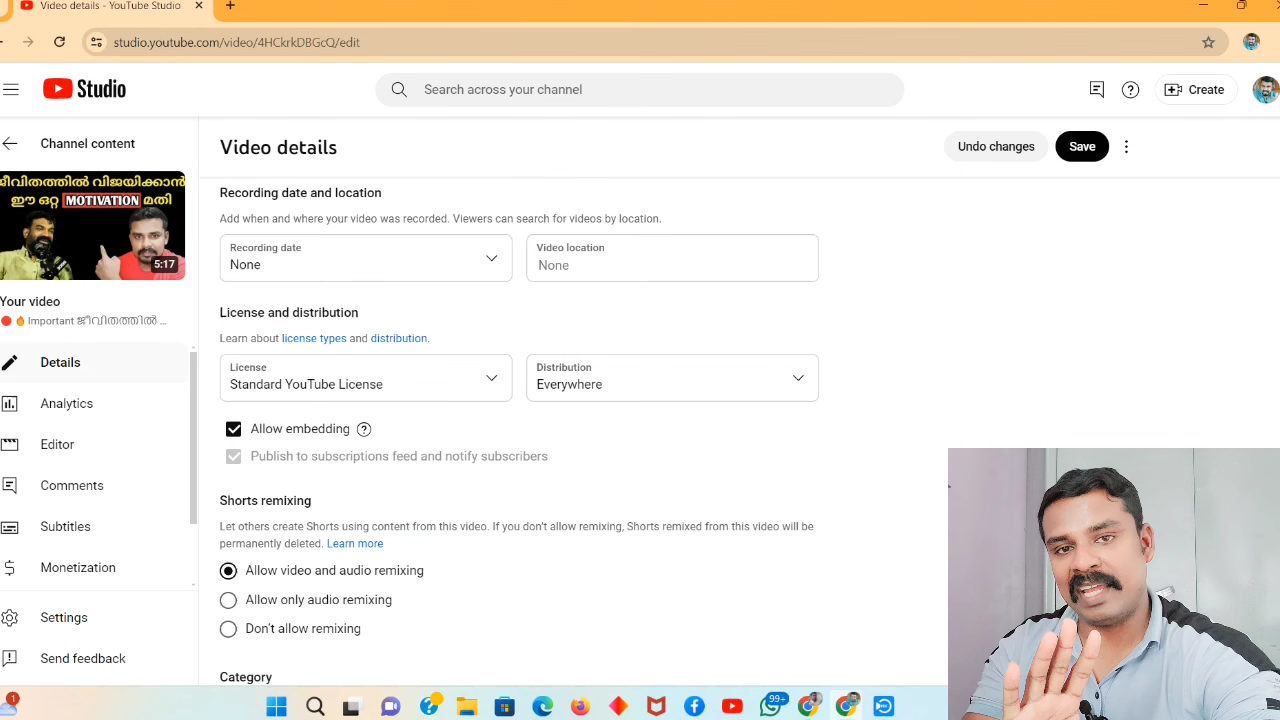 Video details - YouTube Studio
studio.youtube.com/video/4HCkrkDBGcQ/edit
Studio
Search across your channel
Create
Channel content
Video details
Undo changes
Save
ജീവിതത്തിൽ വിജയിക്കാൻ
ഈ ഒറ്റ MOTIVATION മതി
5:17
Recording date and location
Add when and where your video was recorded. Viewers can search for videos by location.
Recording date
None
Video location
None
Your video
Important ജീവിതത്തിൽ ...
License and distribution
Learn about license types and distribution.
License
Standard YouTube License
Distribution
Everywhere
Allow embedding
Publish to subscriptions feed and notify subscribers
Details
Analytics
Editor
Comments
Subtitles
Monetization
Settings
Send feedback
Shorts remixing
Let others create Shorts using content from this video. If you don't allow remixing, Shorts remixed from this video will be
permanently deleted. Learn more
Allow video and audio remixing
Allow only audio remixing
Don't allow remixing
Category
1
99+